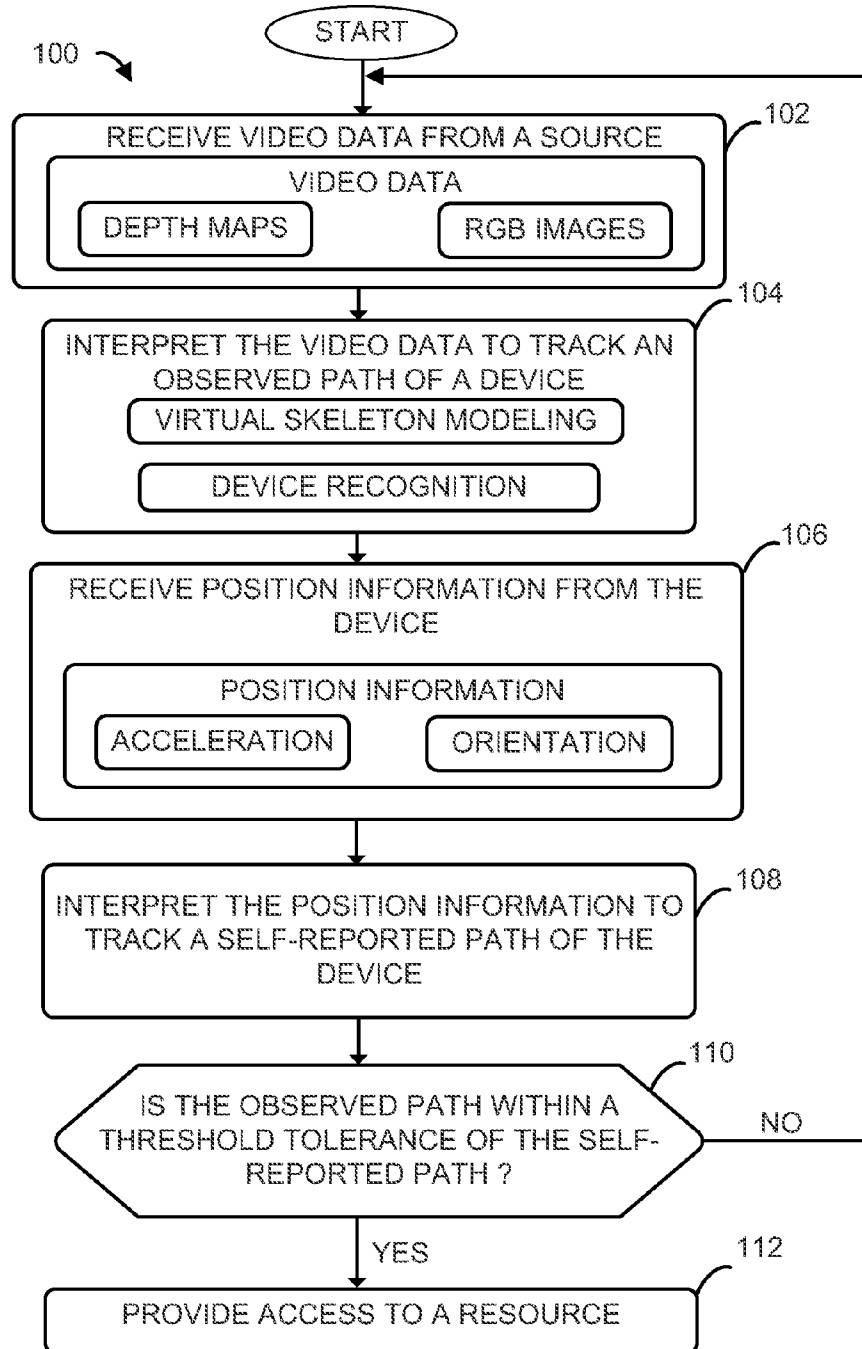 START
100
102
RECEIVE VIDEO DATA FROM A SOURCE
VIDEO DATA
DEPTH MAPS
RGB IMAGES
104
INTERPRET THE VIDEO DATA TO TRACK AN
OBSERVED PATH OF A DEVICE
VIRTUAL SKELETON MODELING
DEVICE RECOGNITION
106
RECEIVE POSITION INFORMATION FROM THE
DEVICE
POSITION INFORMATION
ACCELERATION
ORIENTATION
108
INTERPRET THE POSITION INFORMATION TO
TRACK A SELF-REPORTED PATH OF THE
DEVICE
110
IS THE OBSERVED PATH WITHIN A
THRESHOLD TOLERANCE OF THE SELF-
REPORTED PATH ?
NO
YES
112
PROVIDE ACCESS TO A RESOURCE